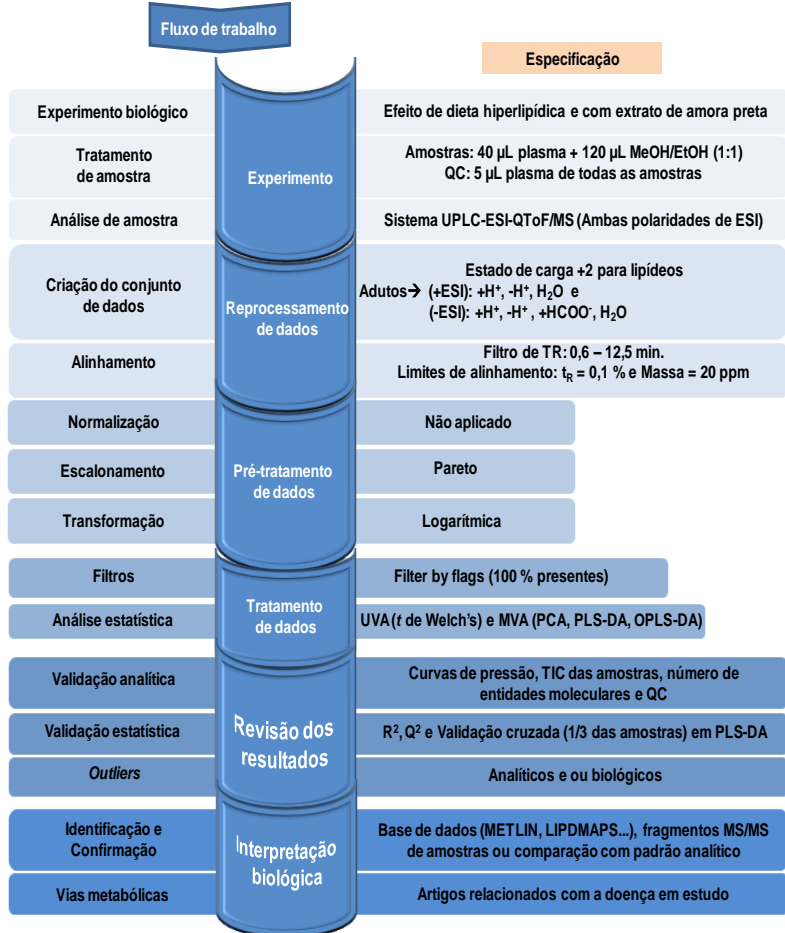 Fluxo de trabalho
Especificação
Experimento biológico
Efeito de dieta hiperlipídica e com extrato de amora preta
Tratamento
de amostra
Experimento
Amostras: 40 µL plasma + 120 µL MeOH/EtOH (1:1)
QC: 5 µL plasma de todas as amostras
Análise de amostra
Sistema UPLC-ESI-QToF/MS (Ambas polaridades de ESI)
Criação do conjunto
de dados
Reprocessamento
de dados
Estado de carga +2 para lipídeos
Adutos→ (+ESI): +H⁺, -H⁺, H₂O e
(-ESI): +H⁺, -H⁺ , +HCOO⁻, H₂O
Alinhamento
Filtro de TR: 0,6 – 12,5 min.
Limites de alinhamento: t_R = 0,1 % e Massa = 20 ppm
Normalização
Não aplicado
Escalonamento
Pré-tratamento
de dados
Pareto
Transformação
Logarítmica
Filtros
Filter by flags (100 % presentes)
Tratamento
de dados
Análise estatística
UVA (t de Welch's) e MVA (PCA, PLS-DA, OPLS-DA)
Validação analítica
Curvas de pressão, TIC das amostras, número de
entidades moleculares e QC
Validação estatística
Revisão dos
resultados
R², Q² e Validação cruzada (1/3 das amostras) em PLS-DA
Outliers
Analíticos e ou biológicos
Identificação e
Confirmação
Interpretação
biológica
Base de dados (METLIN, LIPDMAPS...), fragmentos MS/MS
de amostras ou comparação com padrão analítico
Vias metabólicas
Artigos relacionados com a doença em estudo